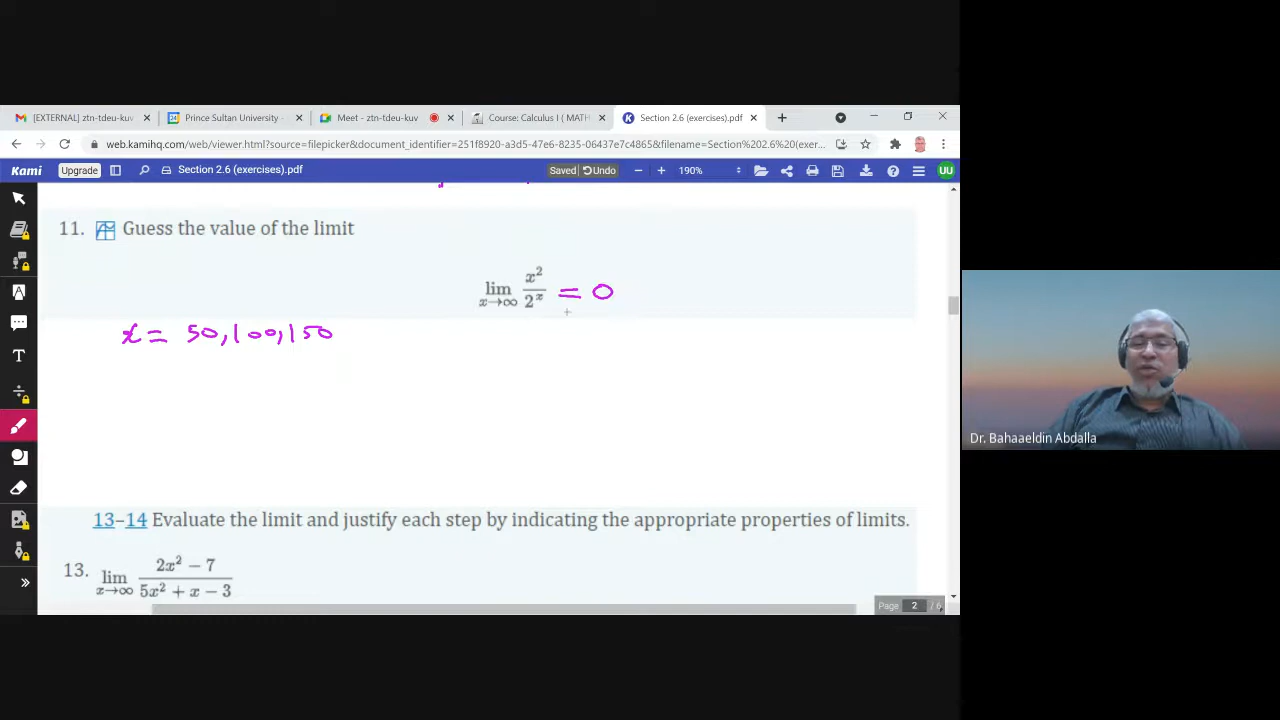 [EXTERNAL] ztn-tdeu-kuv
Prince Sultan University -
Meet - ztn-tdeu-kuv
Course: Calculus I ( MATH
Section 2.6 (exercises).pdf
web.kamihq.com/web/viewer.html?source=filepicker&document_identifier=251f8920-a3d5-47e6-8235-06437e7c4865&filename=Section%202.6%20(exer...
Kami Upgrade Section 2.6 (exercises).pdf Saved Undo 190% UU
11. Guess the value of the limit
lim x→∞ x²/2ˣ = 0
x = 50, 100, 150
13–14 Evaluate the limit and justify each step by indicating the appropriate properties of limits.
13. lim x→∞ (2x² − 7)/(5x² + x − 3)
Page 2 / 6
Dr. Bahaaeldin Abdalla